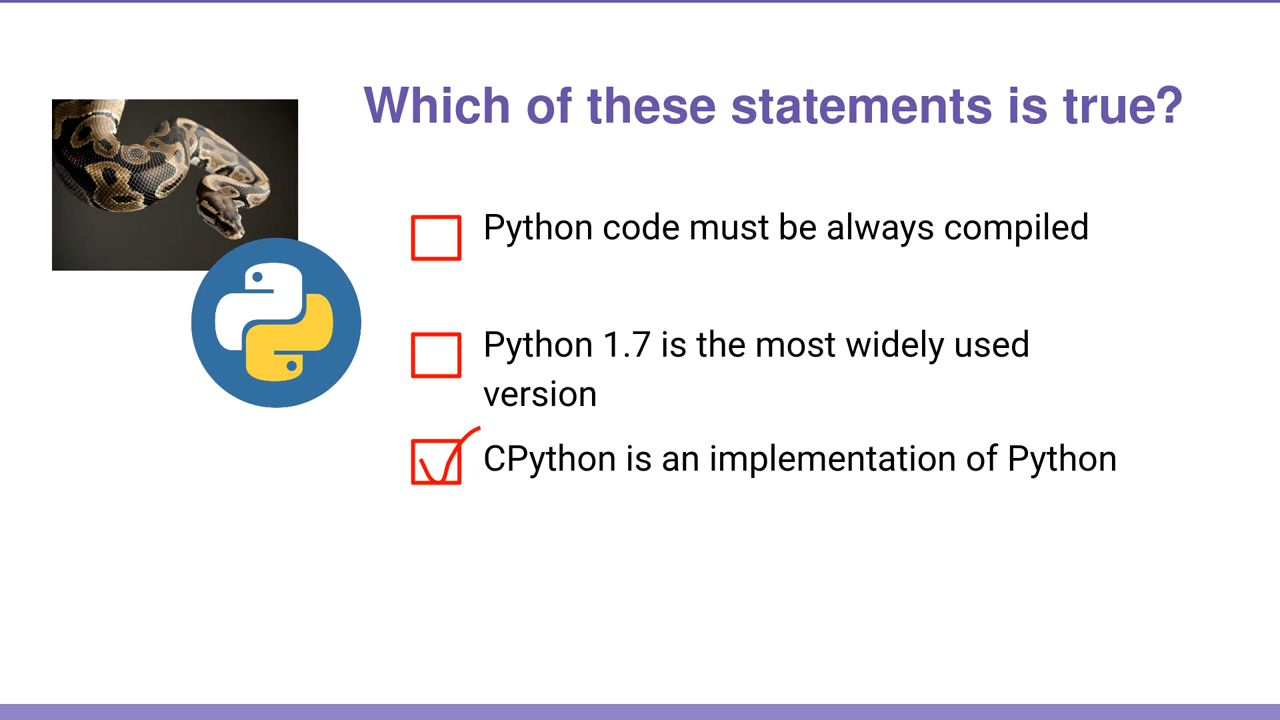 Which of these statements is true?
Python code must be always compiled
Python 1.7 is the most widely used
version
CPython is an implementation of Python